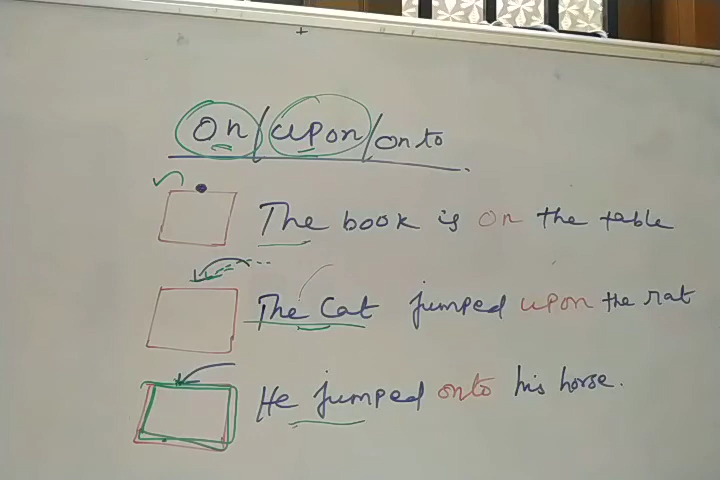 On/upon/onto
The book is on the table
The Cat jumped upon the rat
He jumped onto his horse.